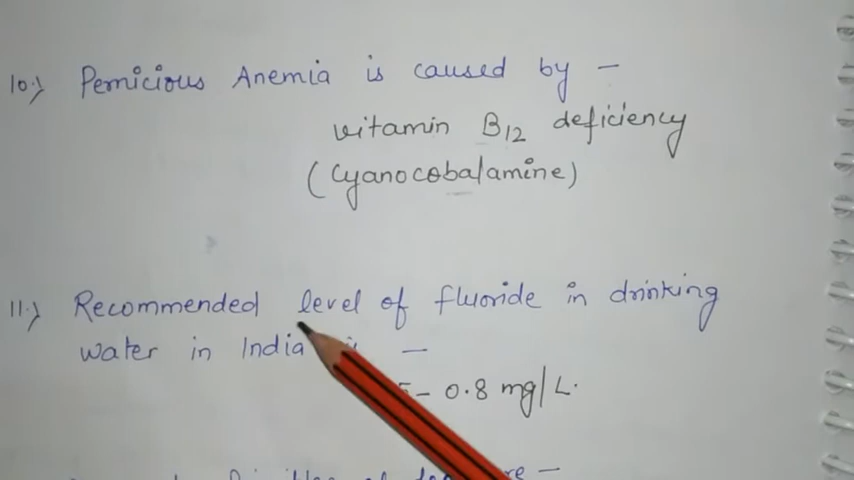 10.) Pernicious Anemia is caused by -
vitamin B12 deficiency
(Cyanocobalamine)
11.) Recommended level of fluoride in drinking
water in India -
- 0.8 mg/L.